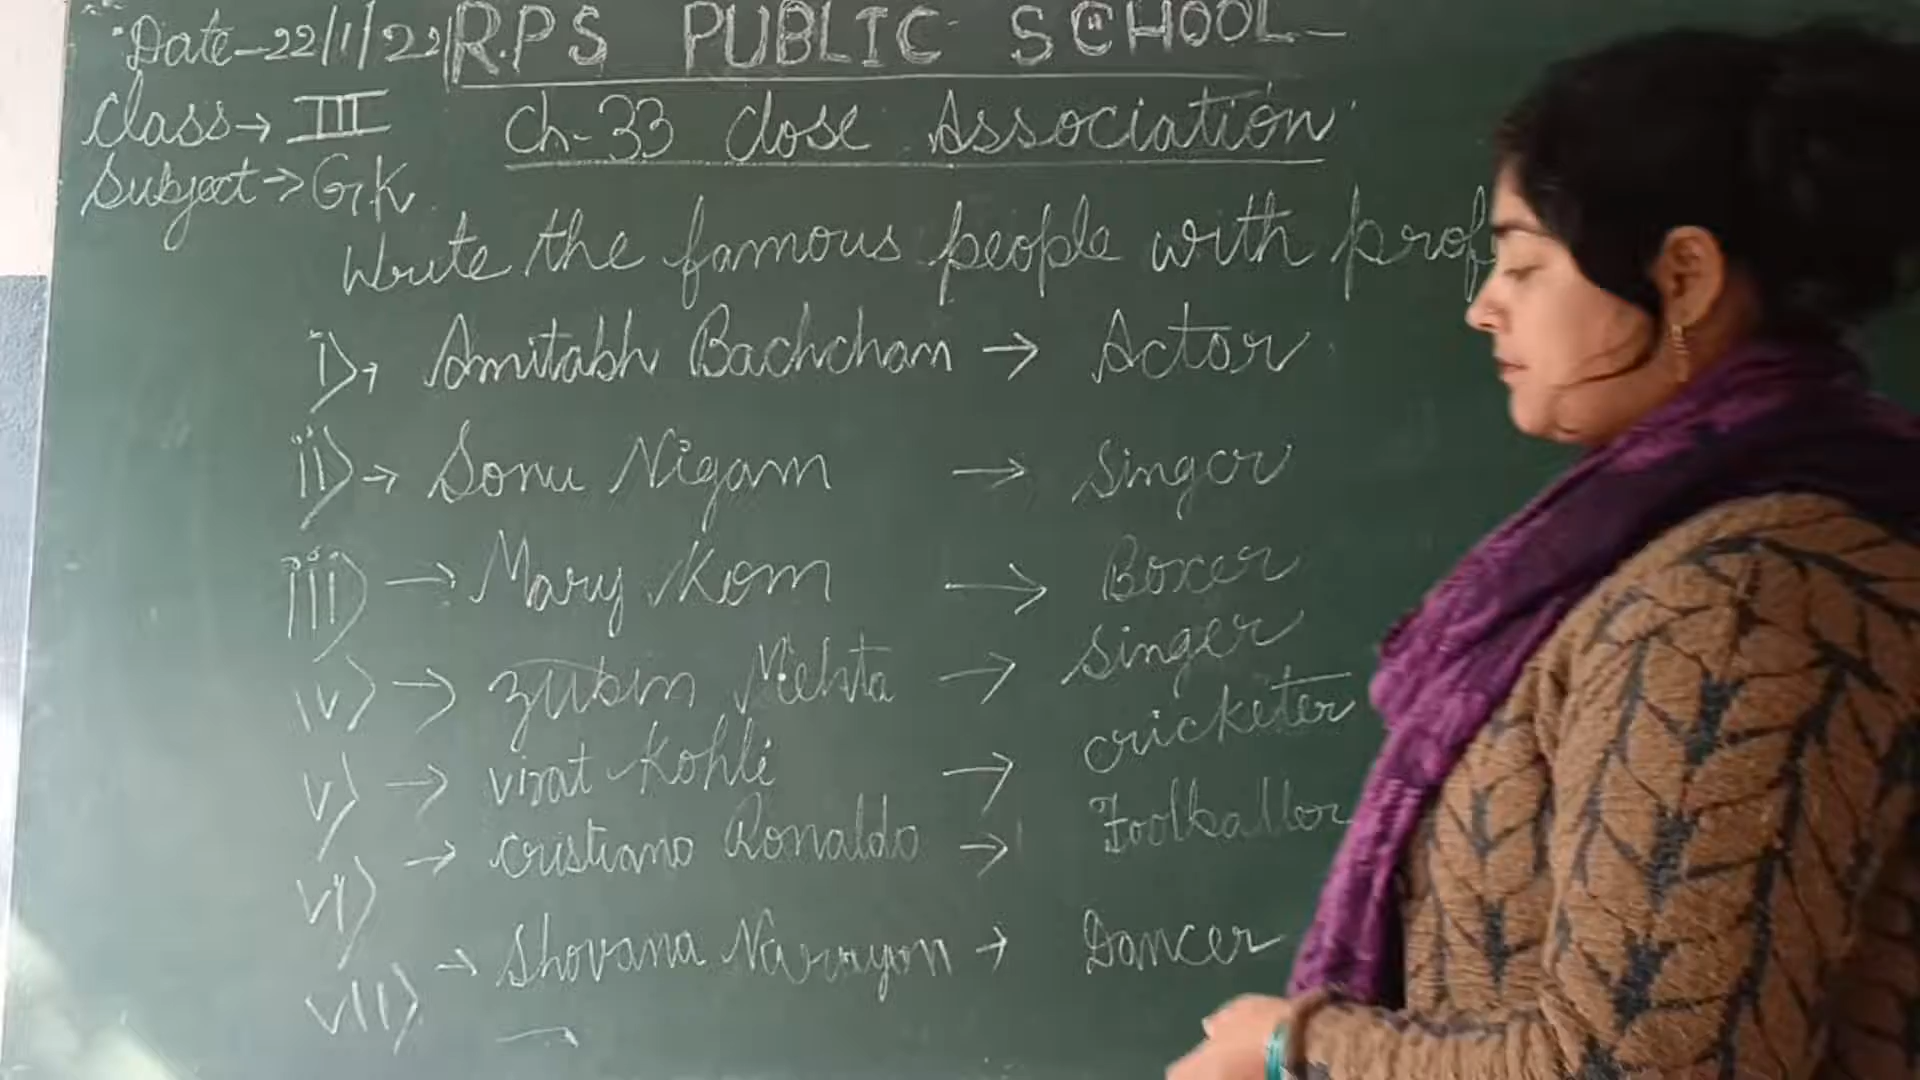 Date-22/1/22 R.P.S PUBLIC SCHOOL
Class→ III
Ch-33 Close Association
Subject→ G.K
Write the famous people with prof
i)→ Amitabh Bachchan → Actor
ii)→ Sonu Nigam → Singer
iii) → Mary Kom → Boxer
iv) → Zubin Mehta → Singer
v) → Virat Kohli → cricketer
vi) → cristiano Ronaldo → Footballer
vii) → Shovana Narayan → Dancer